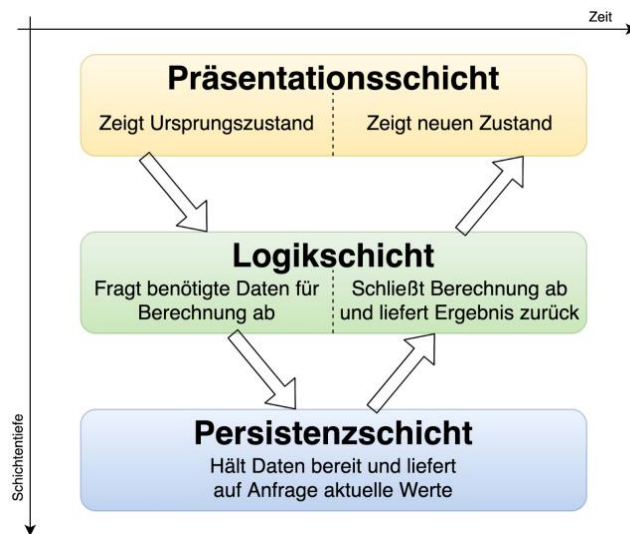 Zeit
Präsentationsschicht
Zeigt Ursprungszustand
Zeigt neuen Zustand
Logikschicht
Fragt benötigte Daten für
Berechnung ab
Schließt Berechnung ab
und liefert Ergebnis zurück
Persistenzschicht
Hält Daten bereit und liefert
auf Anfrage aktuelle Werte
Schichtentiefe